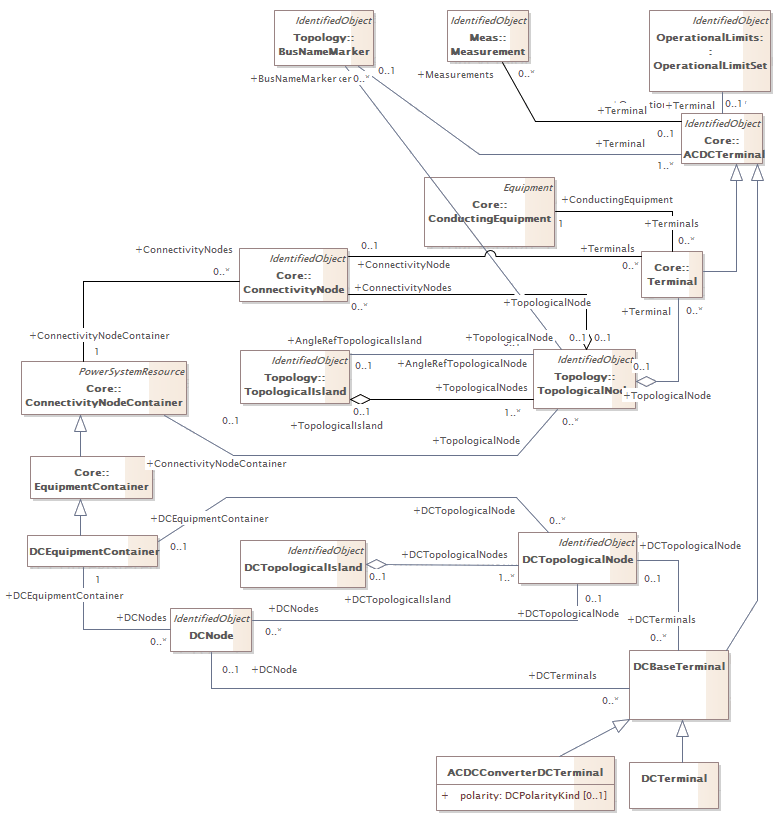 IdentifiedObject
Topology::
BusNameMarker
IdentifiedObject
Meas::
Measurement
IdentifiedObject
OperationalLimits:
:
OperationalLimitSet
+BusNameMarker
0..*
0..1
+Measurements
0..*
+Terminal
0..1
+Terminal
0..1
+Terminal
1..*
IdentifiedObject
Core::
ACDCTerminal
Equipment
Core::
ConductingEquipment
+ConductingEquipment
1
+Terminals
0..*
+ConnectivityNodes
0..*
IdentifiedObject
Core::
ConnectivityNode
0..1
+ConnectivityNode
+Terminals
0..*
Core::
Terminal
+ConnectivityNodes
0..*
+TopologicalNode
+Terminal
0..*
+ConnectivityNodeContainer
1
+AngleRefTopologicalIsland
0..1
+TopologicalNode
0..1
0..1
PowerSystemResource
Core::
ConnectivityNodeContainer
IdentifiedObject
Topology::
TopologicalIsland
+AngleRefTopologicalNode
+TopologicalNodes
IdentifiedObject
Topology::
0..1
+TopologicalNode
0..1
0..1
+TopologicalIsland
1..*
0..*
+TopologicalNode
+ConnectivityNodeContainer
Core::
EquipmentContainer
+DCEquipmentContainer
0..1
+DCTopologicalNode
0..*
DCEquipmentContainer
IdentifiedObject
DCTopologicalIsland
+DCTopologicalNodes
0..1
+DCTopologicalIsland
1..*
IdentifiedObject
DCTopologicalNode
+DCTopologicalNode
0..1
1
+DCEquipmentContainer
+DCNodes
0..*
IdentifiedObject
DCNode
+DCNodes
0..*
0..1
+DCTopologicalNode
+DCTerminals
0..*
0..1
+DCNode
+DCTerminals
0..*
DCBaseTerminal
ACDCConverterDCTerminal
+ polarity: DCPolarityKind [0..1]
DCTerminal